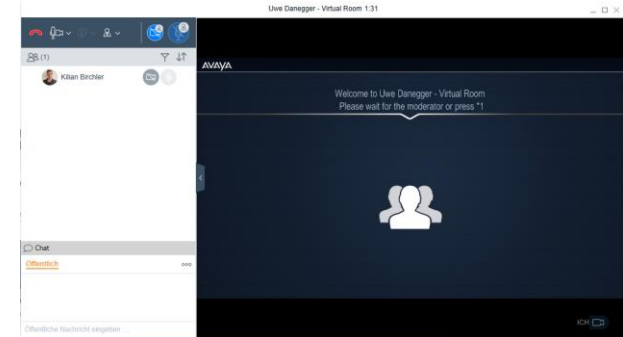 Uwe Danegger - Virtual Room 1:31
(1)
Kilian Birchler
AVAYA
Welcome to Uwe Danegger - Virtual Room
Please wait for the moderator or press *1
Chat
Öffentlich
Öffentliche Nachricht eingeben ...
ICH